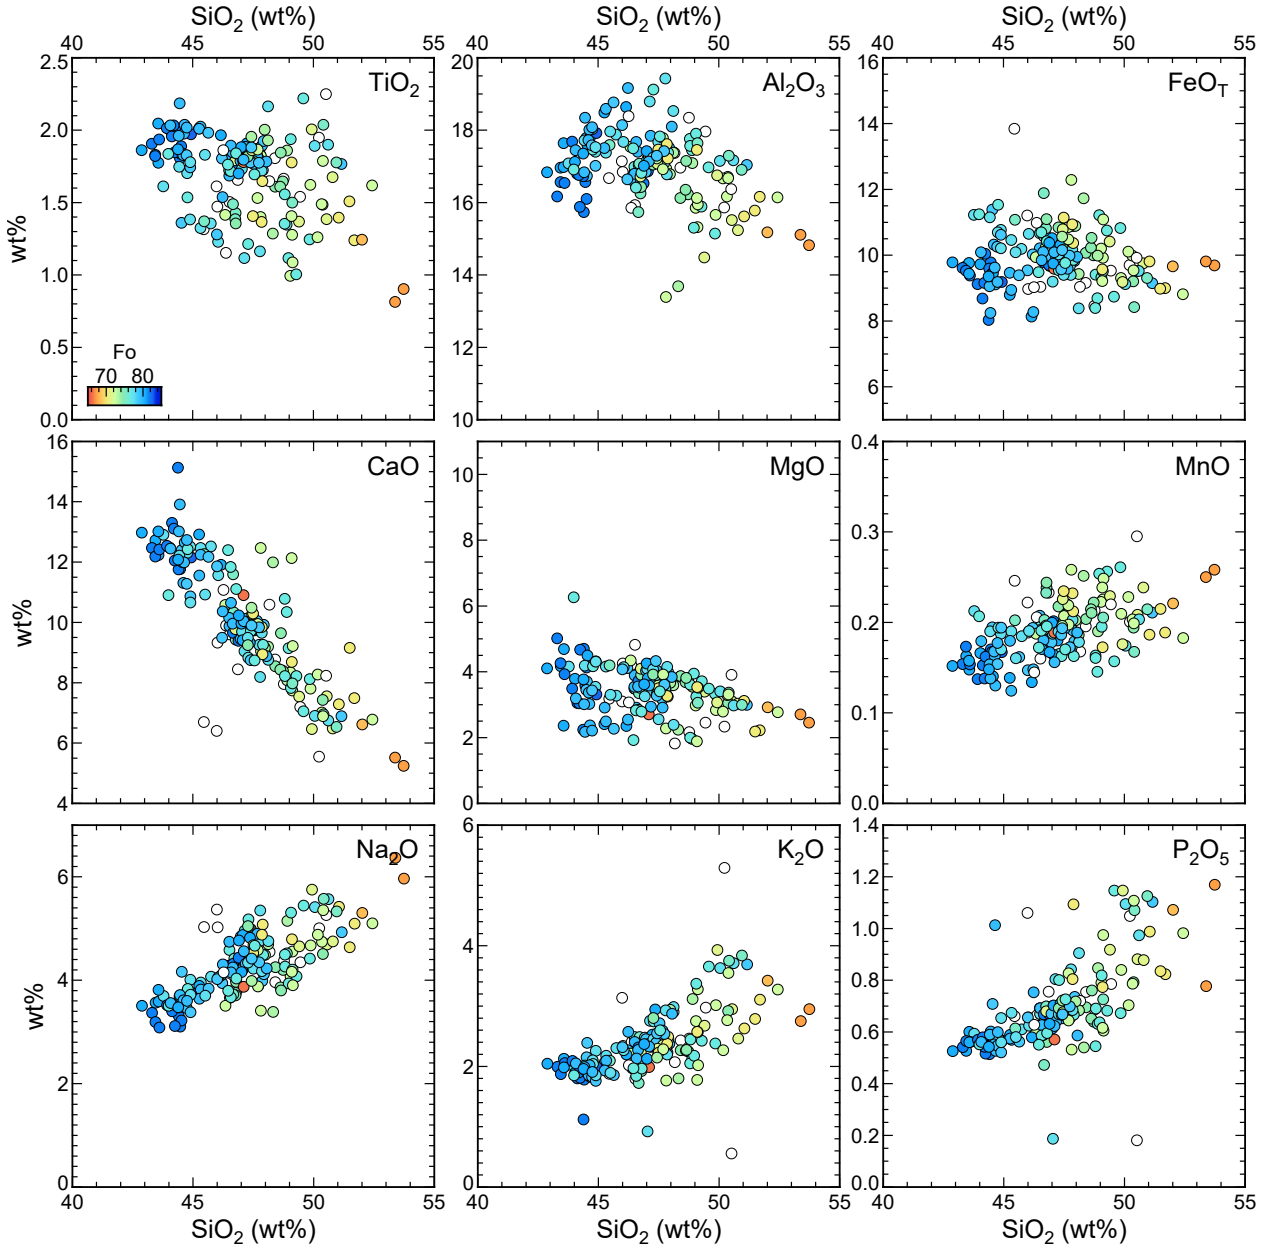 SiO2 (wt%) SiO2 (wt%) SiO2 (wt%)
40 45 50 55 40 45 50 55 40 45 50 55
wt%
2.5 2.0 1.5 1.0 0.5 0.0
TiO2
Fo
70 80
20 18 16 14 12 10
Al2O3
16 14 12 10 8 6
FeOT
wt%
16 14 12 10 8 6 4
CaO
10 8 6 4 2 0
MgO
0.4 0.3 0.2 0.1 0.0
MnO
wt%
6 4 2 0
Na2O
6 4 2 0
K2O
1.4 1.2 1.0 0.8 0.6 0.4 0.2 0.0
P2O5
40 45 50 55 40 45 50 55 40 45 50 55
SiO2 (wt%) SiO2 (wt%) SiO2 (wt%)